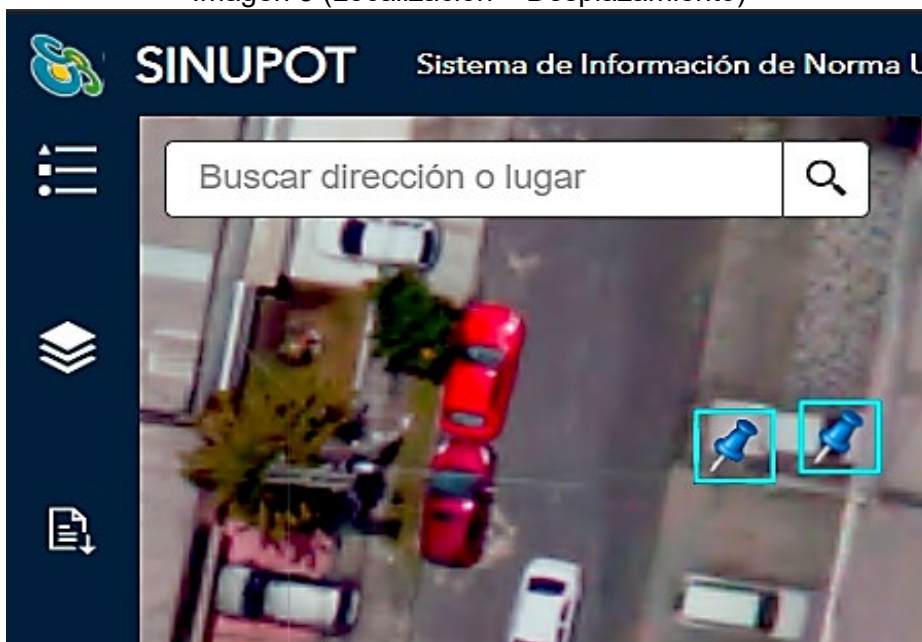 SINUPOT
Sistema de Información de Norma
Buscar dirección o lugar